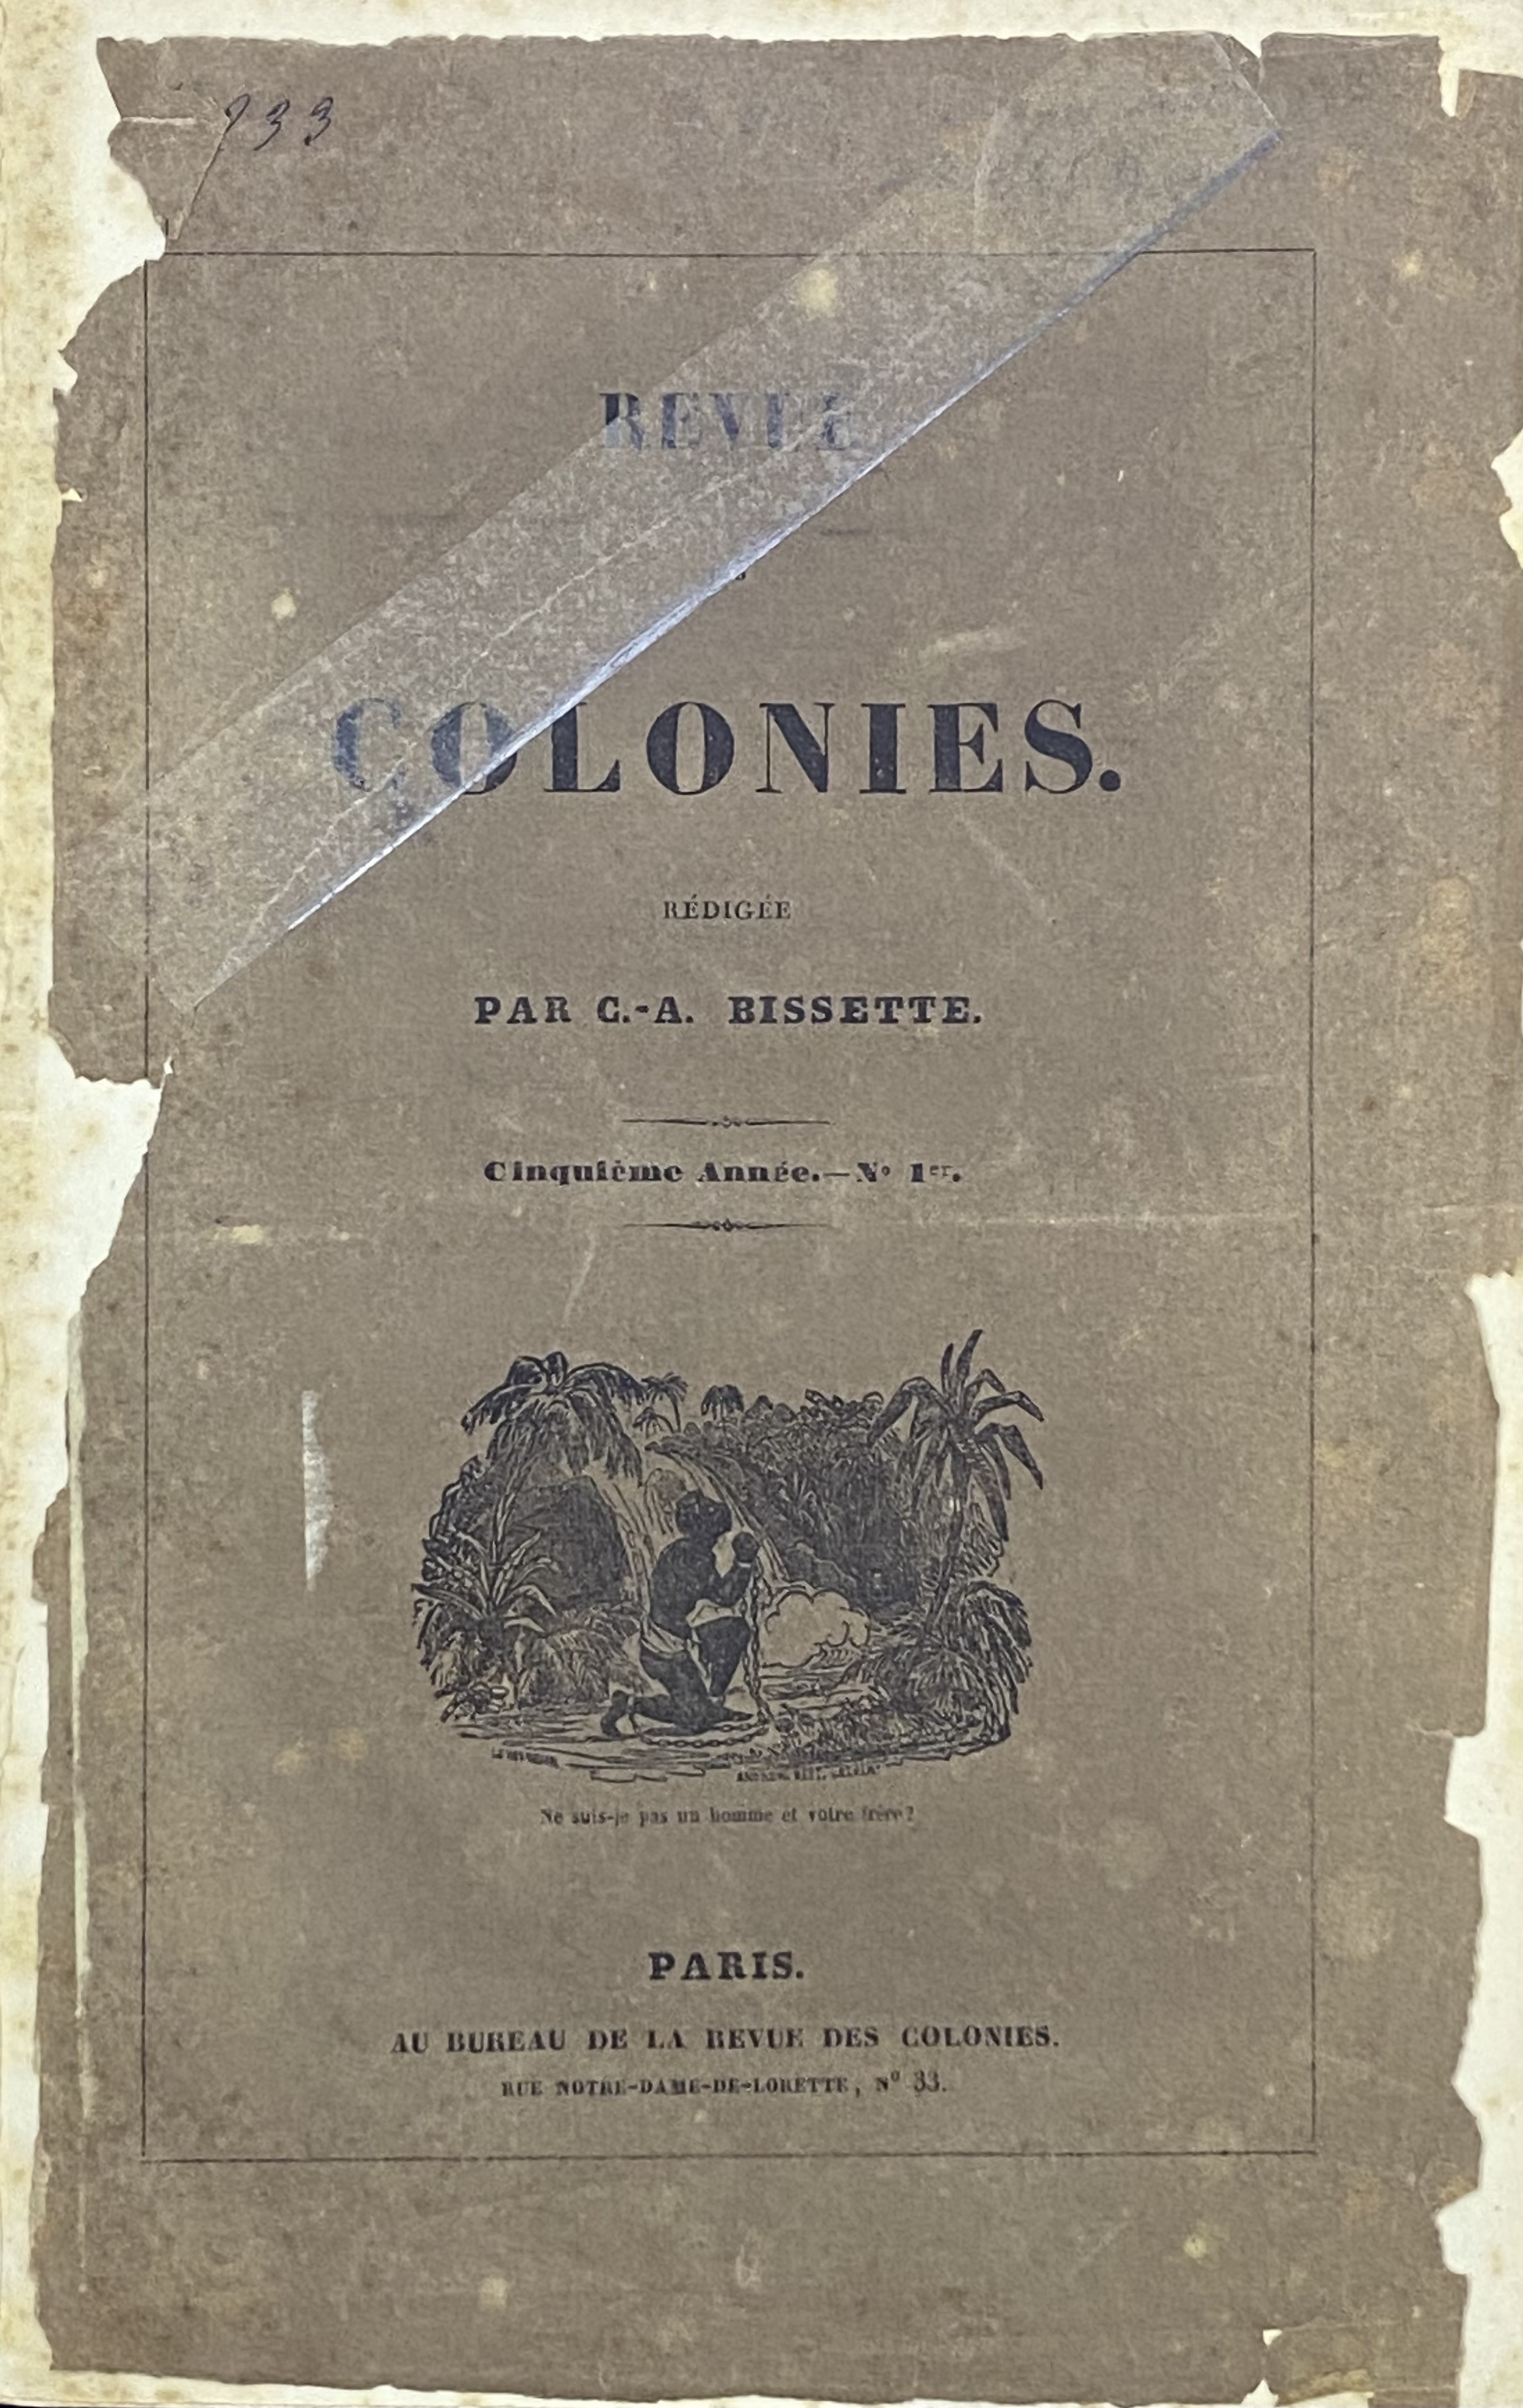 933
REVUE
COLONIES.
RÉDIGÉE
PAR C.-A. BISSETTE.
Cinquième Année.—No 1er.
Ne suis-je pas un homme et votre frère?
PARIS.
AU BUREAU DE LA REVUE DES COLONIES.
RUE NOTRE-DAME-DE-LORETTE, No 33.